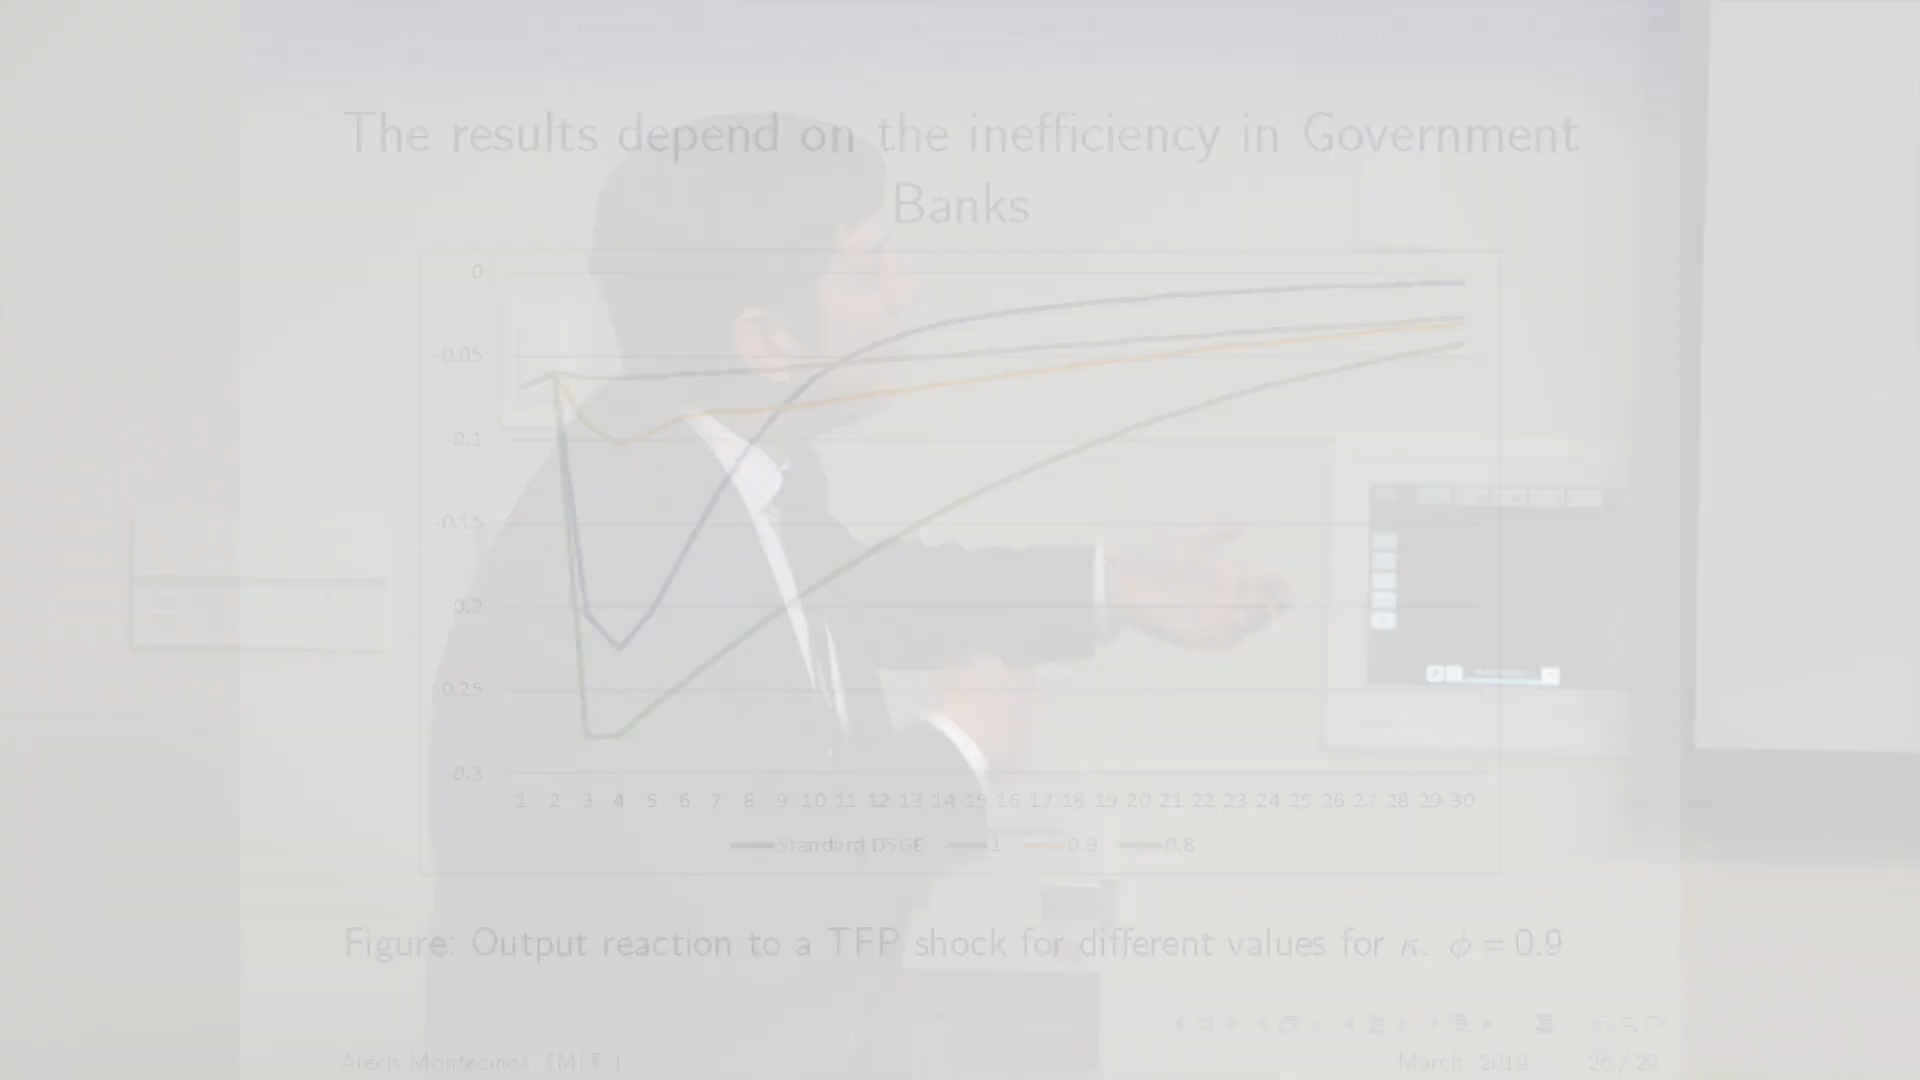 The results depend on the inefficiency in Government
Banks
0
-0.05
-0.1
-0.15
-0.2
-0.25
-0.3
1 2 3 4 5 6 7 8 9 10 11 12 13 14 15 16 17 18 19 20 21 22 23 24 25 26 27 28 29 30
Standard DSGE 1 0.9 0.8
Figure: Output reaction to a TFP shock for different values for κ. ϕ = 0.9
Alexis Montecinos (MIT ) March, 2019 26 / 29